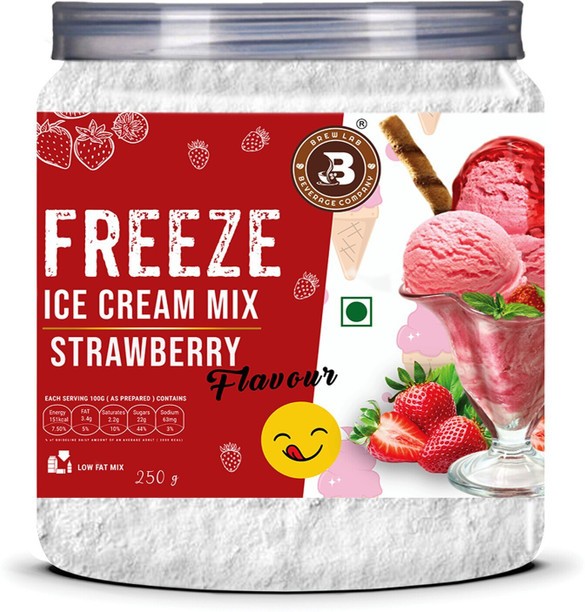 BREW LAB
B
BEVERAGE COMPANY
®
FREEZE
ICE CREAM MIX
STRAWBERRY
Flavour
EACH SERVING 100G ( AS PREPARED ) CONTAINS
Energy FAT Saturates Sugars Sodium
151kcal 3.4g 2.2g 22g 63mg
7.50% 5% 10% 44% 3%
LOW FAT MIX
250 g